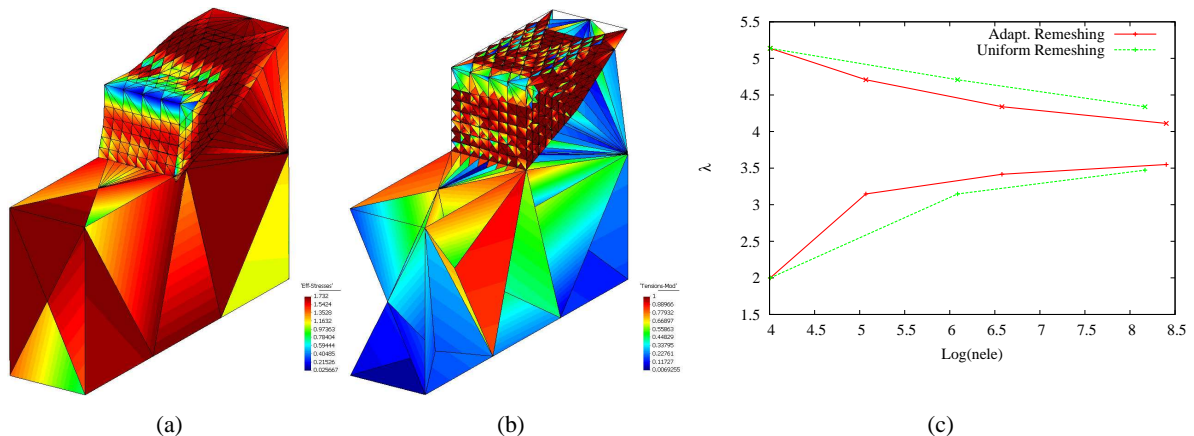 'Eff-Stresses'
1.732
1.5424
1.3528
1.1632
0.97363
0.78404
0.59444
0.40485
0.21526
0.025667
(a)
'Tensions-Mod'
1
0.88966
0.77932
0.66897
0.55863
0.44829
0.33795
0.22761
0.11727
0.0069255
(b)
Adapt. Remeshing
Uniform Remeshing
5.5
5
4.5
4
3.5
3
2.5
2
1.5
λ
4 4.5 5 5.5 6 6.5 7 7.5 8 8.5
Log(nele)
(c)